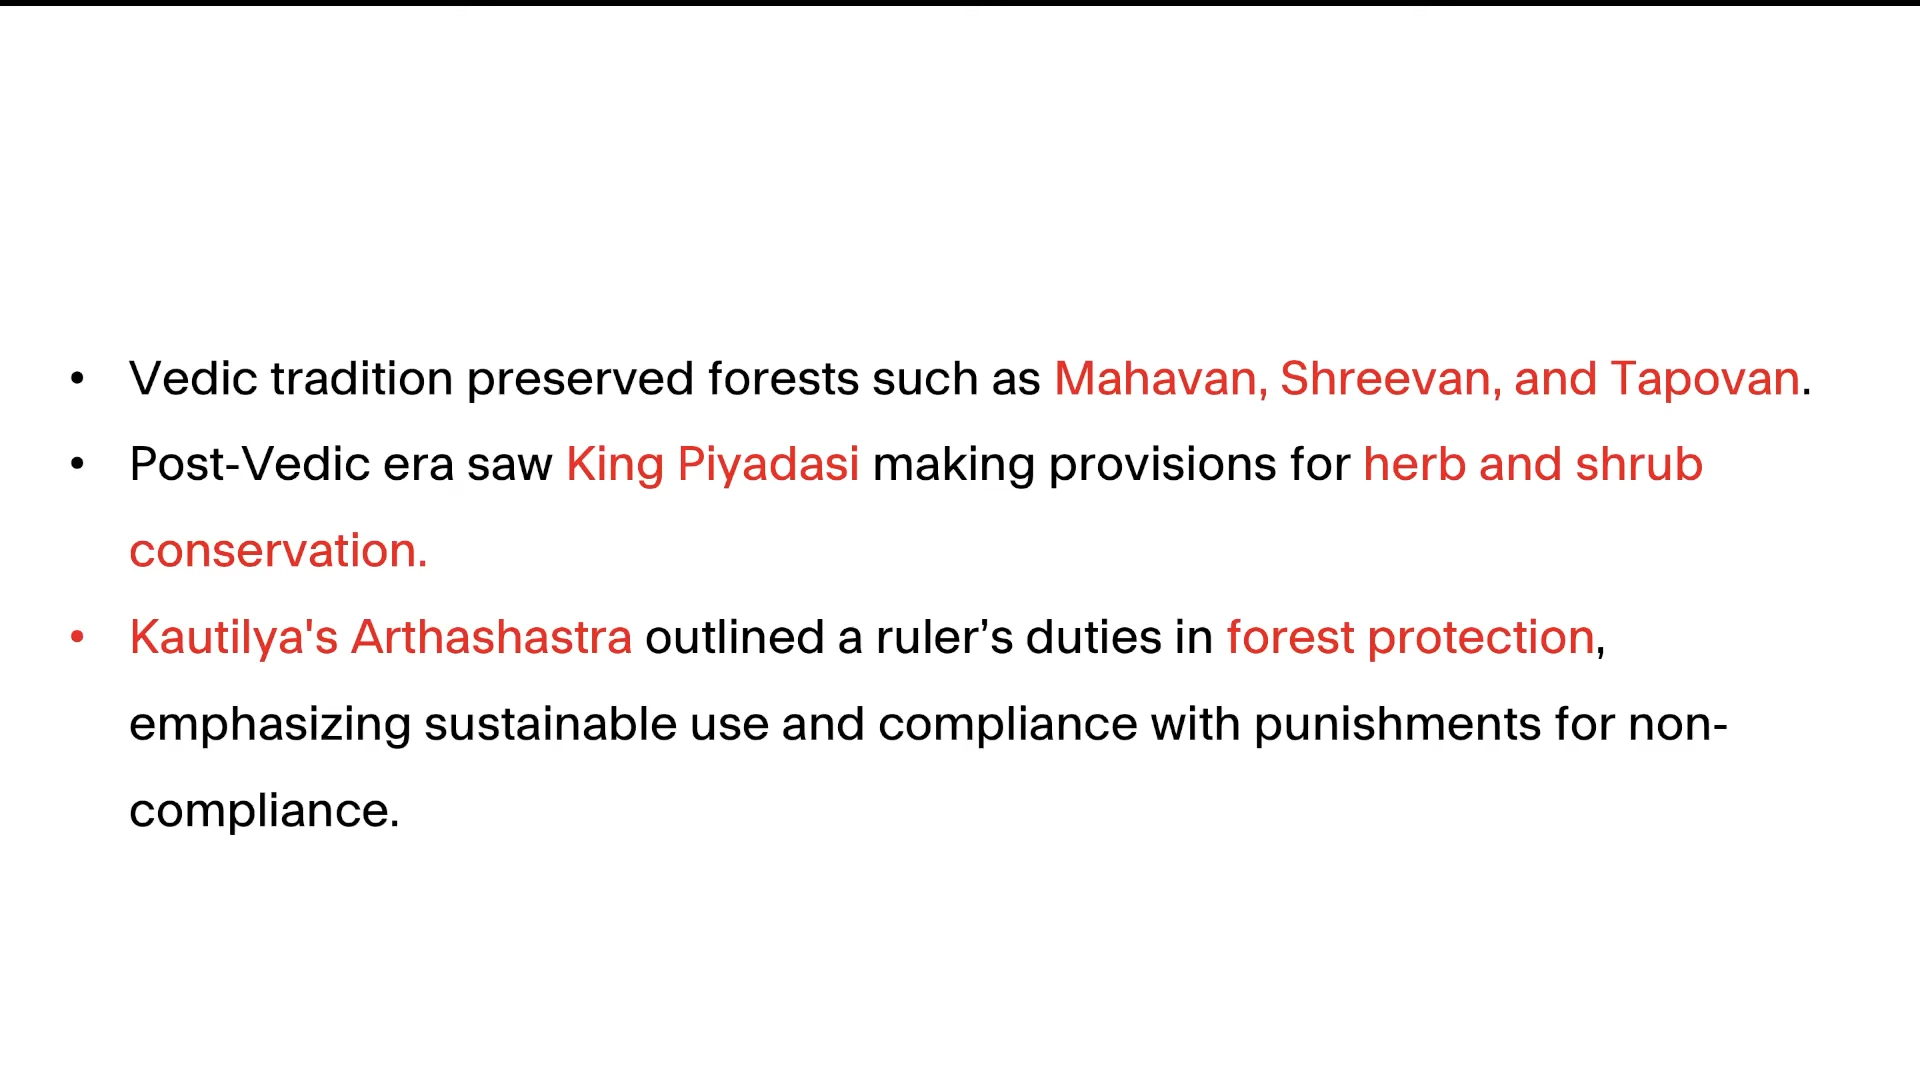 • Vedic tradition preserved forests such as Mahavan, Shreevan, and Tapovan.
• Post-Vedic era saw King Piyadasi making provisions for herb and shrub
conservation.
• Kautilya's Arthashastra outlined a ruler’s duties in forest protection,
emphasizing sustainable use and compliance with punishments for non-
compliance.